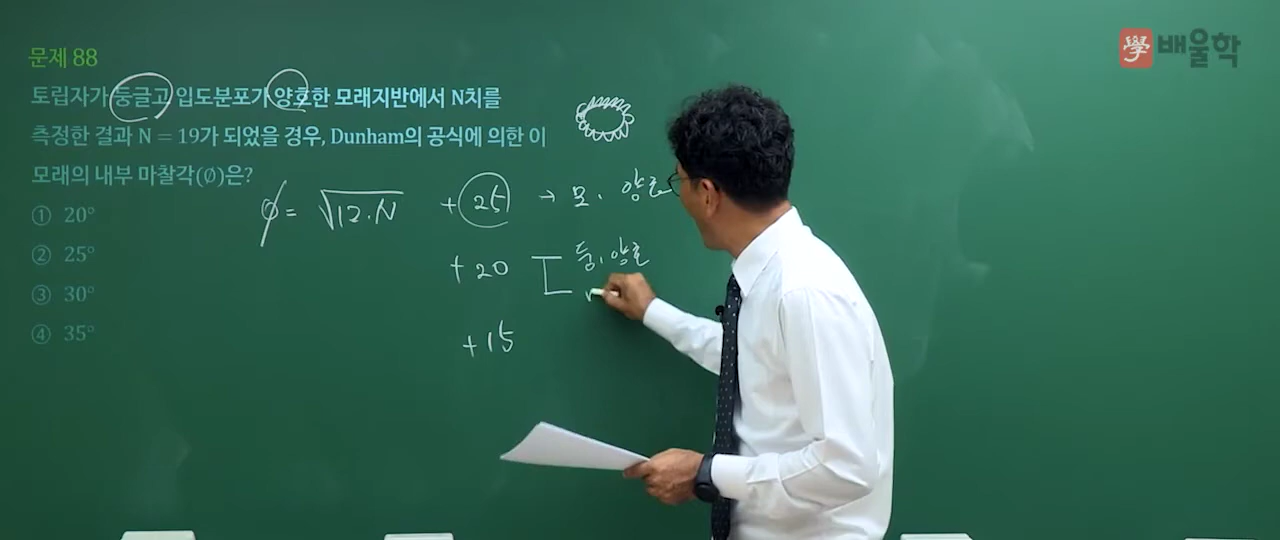 學배울학
문제 88
토립자가 둥글고 입도분포가 양호한 모래지반에서 N치를
측정한 결과 N = 19가 되었을 경우, Dunham의 공식에 의한 이
모래의 내부 마찰각(∅)은?
① 20°
② 25°
③ 30°
④ 35°
ϕ = √12·N +25 → 모, 양호
+20 둥, 양호
+15